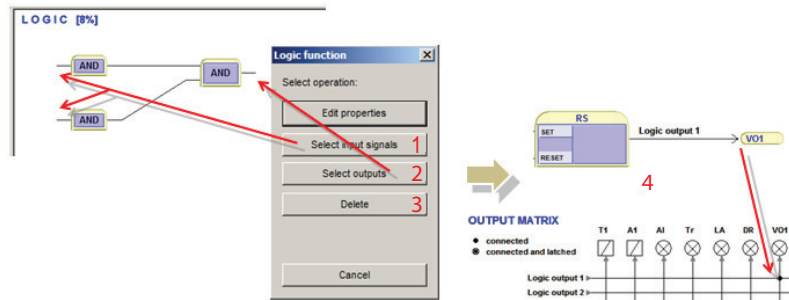 LOGIC [8%]
AND
AND
AND
Logic function
Select operation:
Edit properties
Select input signals 1
Select outputs 2
Delete 3
Cancel
RS
SET
RESET
Logic output 1
VO1
4
OUTPUT MATRIX
connected
connected and latched
T1 A1 Al Tr LA DR VO1
Logic output 1
Logic output 2